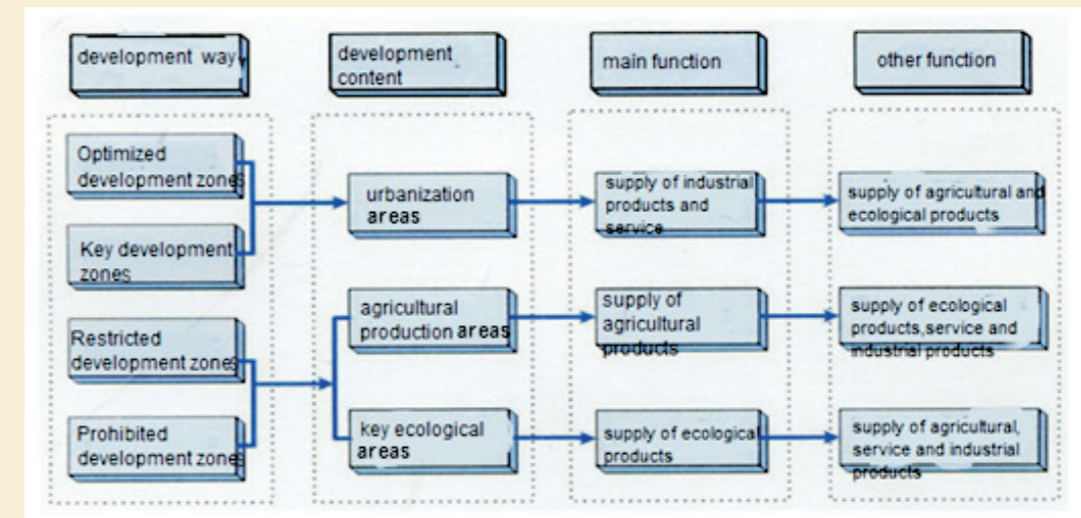 development way
development
content
main function
other function
Optimized
development zones
Key development
zones
Restricted
development zones
Prohibited
development zones
urbanization
areas
agricultural
production areas
key ecological
areas
supply of industrial
products and
service
supply of
agricultural
products
supply of ecological
products
supply of agricultural and
ecological products
supply of ecological
products,service and
industrial products
supply of agricultural,
service and industrial
products